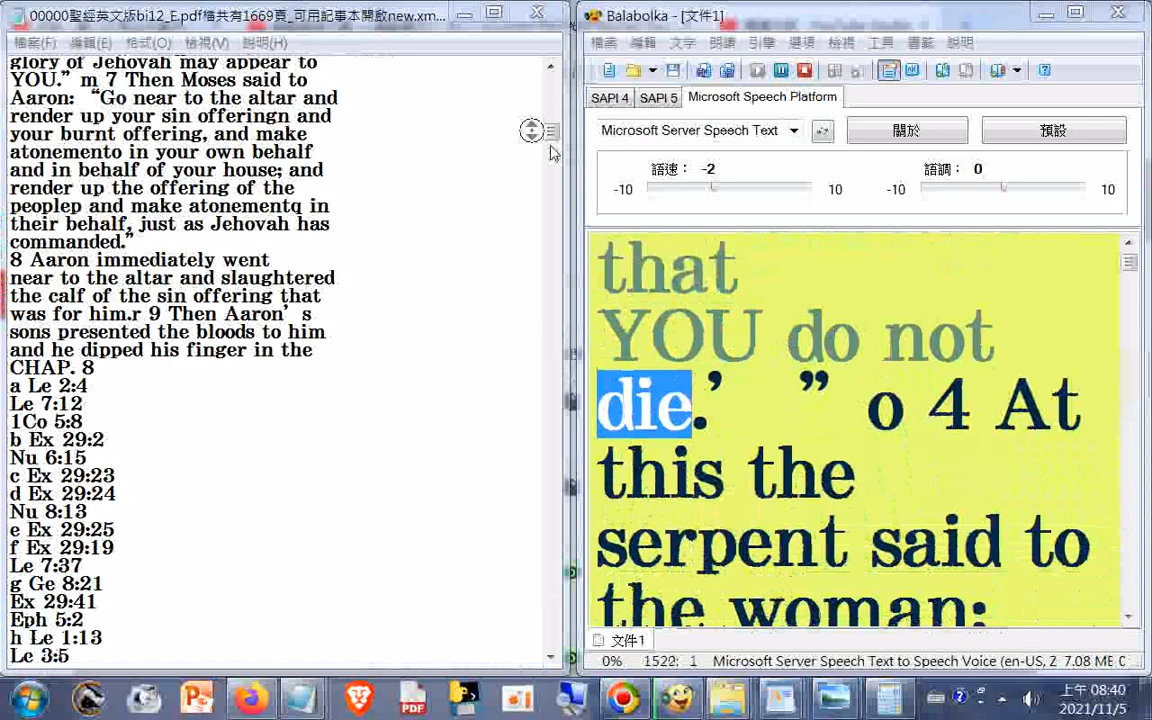 00000聖經英文版bi12_E.pdf檔共有1669頁_可用記事本開啟new.xm...
檔案(F) 編輯(E) 格式(O) 檢視(V) 說明(H)
glory of Jehovah may appear to
YOU.” m 7 Then Moses said to
Aaron: “Go near to the altar and
render up your sin offeringn and
your burnt offering, and make
atonemento in your own behalf
and in behalf of your house; and
render up the offering of the
peoplep and make atonementq in
their behalf, just as Jehovah has
commanded.”
8 Aaron immediately went
near to the altar and slaughtered
the calf of the sin offering that
was for him.r 9 Then Aaron’s
sons presented the bloods to him
and he dipped his finger in the
CHAP. 8
a Le 2:4
Le 7:12
1Co 5:8
b Ex 29:2
Nu 6:15
c Ex 29:23
d Ex 29:24
Nu 8:13
e Ex 29:25
f Ex 29:19
Le 7:37
g Ge 8:21
Ex 29:41
Eph 5:2
h Le 1:13
Le 3:5
Balabolka - [文件1]
檔案 編輯 文字 朗讀 引擎 選項 檢視 工具 書籤 說明
SAPI 4 SAPI 5 Microsoft Speech Platform
Microsoft Server Speech Text 關於 預設
語速： -2 語調： 0
-10 10 -10 10
that
YOU do not
die.’ ” o 4 At
this the
serpent said to
the woman:
文件1
0% 1522: 1 Microsoft Server Speech Text to Speech Voice (en-US, Z 7.08 ME
上午 08:40
2021/11/5